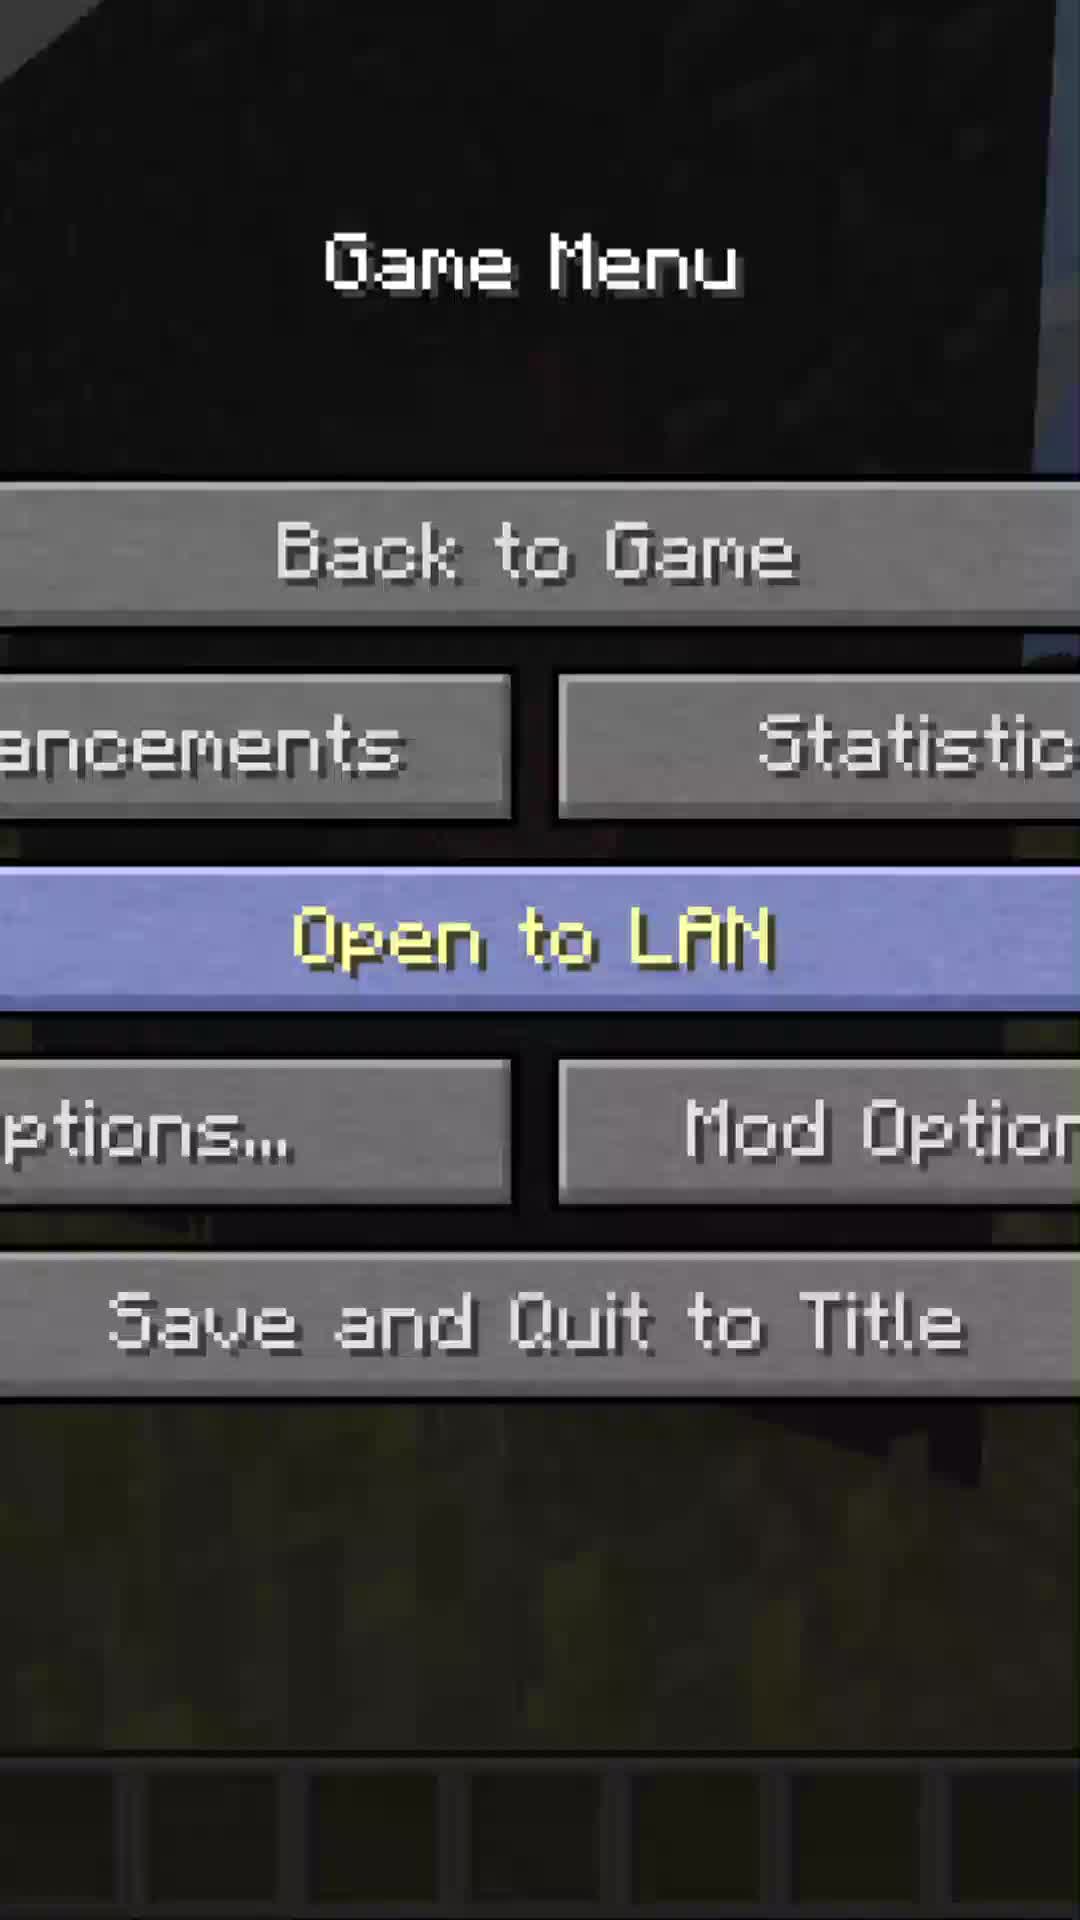 Game Menu
Back to Game
ancements
Statistic
Open to LAN
ptions...
Mod Option
Save and Quit to Title